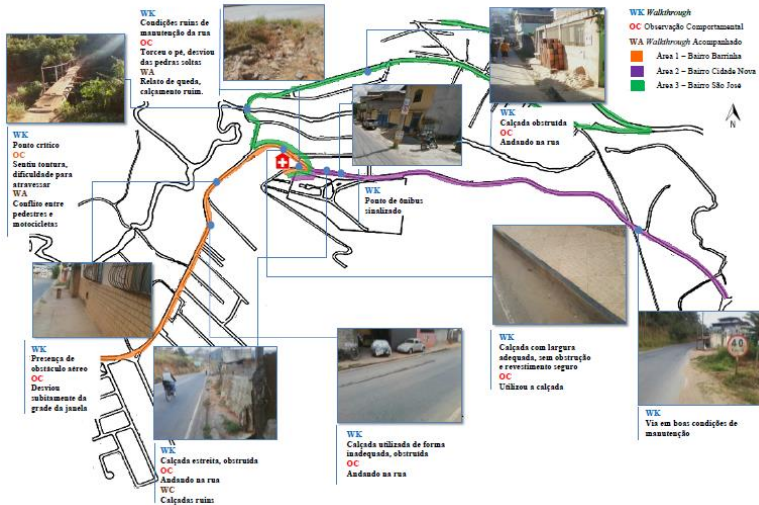 WK Walkthrough
OC Observação Comportamental
WA Walkthrough Acompanhado
Area 1 – Bairro Barrinha
Area 2 – Bairro Cidade Nova
Area 3 – Bairro São José
N
WK
Condições ruins de
manutenção da rua
OC
Torceu o pé, desviou
das pedras soltas
WA
Relato de queda,
calçamento ruim.
WK
Ponto crítico
OC
Sentiu tontura,
dificuldade para
atravessar
WA
Conflito entre
pedestres e
motocicletas
WK
Ponto de ônibus
sinalizado
WK
Calçada obstruída
OC
Andando na rua
WK
Presença de
obstáculo aéreo
OC
Desviou
subitamente da
grade da janela
WK
Calçada estreita, obstruída
OC
Andando na rua
WC
Calçadas ruins
WK
Calçada utilizada de forma
inadequada, obstruída
OC
Andando na rua
WK
Calçada com largura
adequada, sem obstrução
e revestimento seguro
OC
Utilizou a calçada
40
WK
Via em boas condições de
manutenção